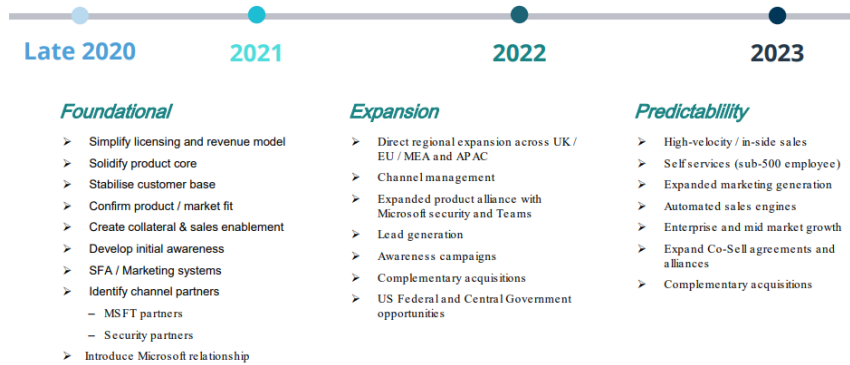 Late 2020
2021
2022
2023
Foundational
Simplify licensing and revenue model
Solidify product core
Stabilise customer base
Confirm product / market fit
Create collateral & sales enablement
Develop initial awareness
SFA / Marketing systems
Identify channel partners
– MSFT partners
– Security partners
Introduce Microsoft relationship
Expansion
Direct regional expansion across UK /
EU / MEA and APAC
Channel management
Expanded product alliance with
Microsoft security and Teams
Lead generation
Awareness campaigns
Complementary acquisitions
US Federal and Central Government
opportunities
Predictablility
High-velocity / in-side sales
Self services (sub-500 employee)
Expanded marketing generation
Automated sales engines
Enterprise and mid market growth
Expand Co-Sell agreements and
alliances
Complementary acquisitions